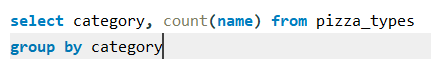 select category, count(name) from pizza_types
group by category